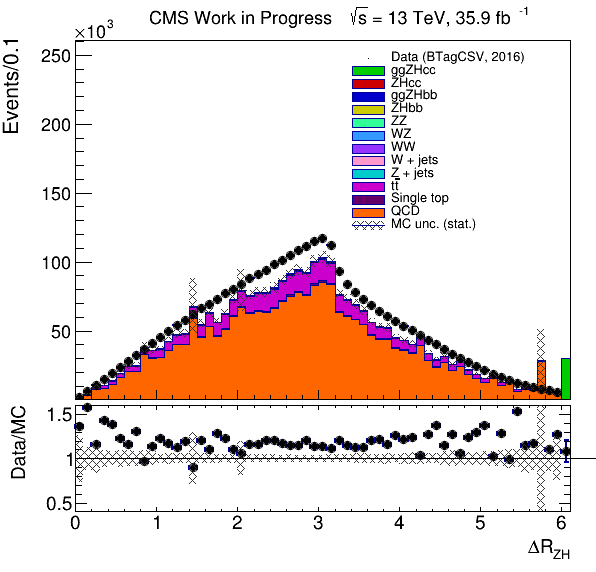 CMS Work in Progress √s = 13 TeV, 35.9 fb⁻¹
×10³
Events/0.1
250
200
150
100
50
Data (BTagCSV, 2016)
ggZHcc
ZHcc
ggZHbb
ZHbb
ZZ
WZ
WW
W + jets
Z + jets
tt̅
Single top
QCD
MC unc. (stat.)
Data/MC
1.5
1
0.5
0 1 2 3 4 5 6
ΔR_ZH